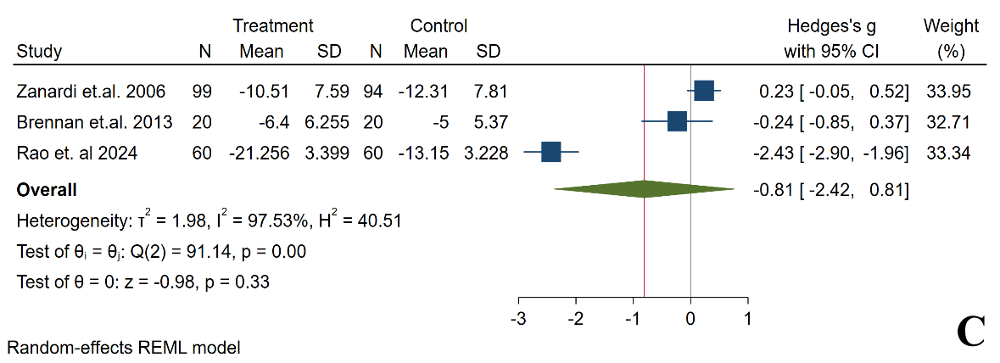 Treatment Control Hedges's g Weight
Study N Mean SD N Mean SD with 95% CI (%)
Zanardi et.al. 2006 99 -10.51 7.59 94 -12.31 7.81 0.23 [ -0.05, 0.52] 33.95
Brennan et.al. 2013 20 -6.4 6.255 20 -5 5.37 -0.24 [ -0.85, 0.37] 32.71
Rao et. al 2024 60 -21.256 3.399 60 -13.15 3.228 -2.43 [ -2.90, -1.96] 33.34
Overall -0.81 [ -2.42, 0.81]
Heterogeneity: τ² = 1.98, I² = 97.53%, H² = 40.51
Test of θᵢ = θⱼ: Q(2) = 91.14, p = 0.00
Test of θ = 0: z = -0.98, p = 0.33
-3 -2 -1 0 1
C
Random-effects REML model